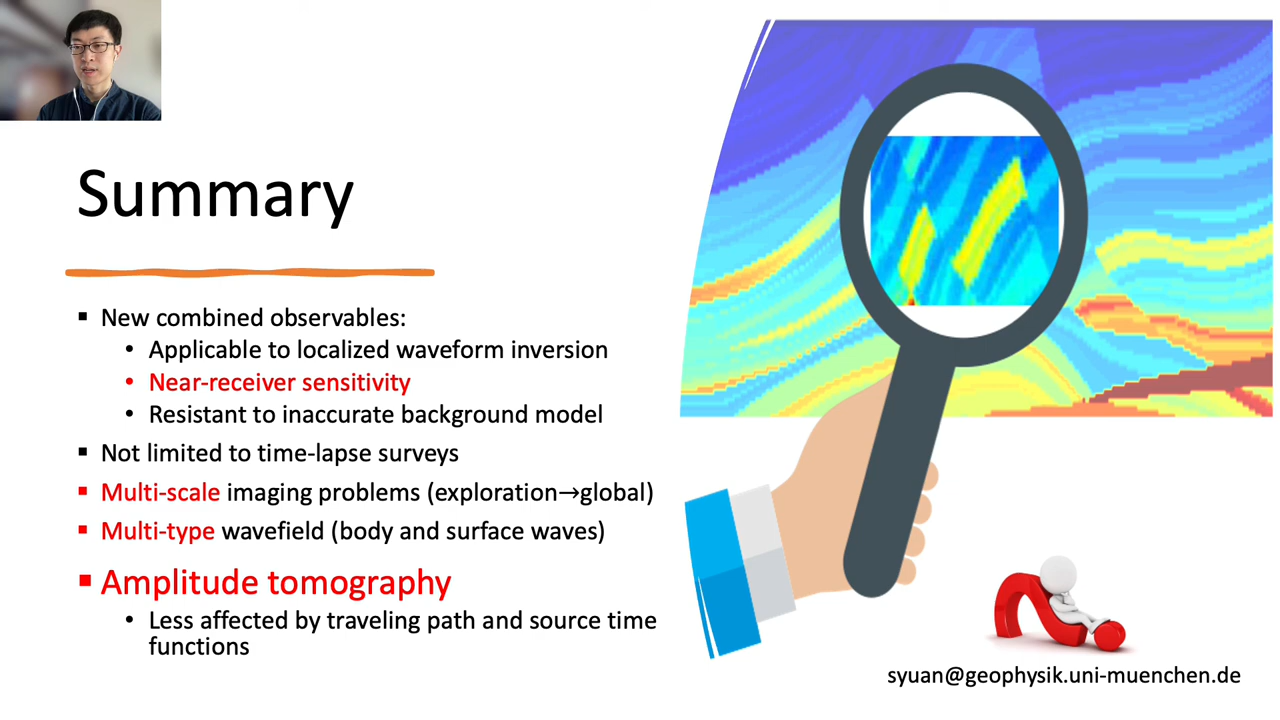 Summary
▪ New combined observables:
• Applicable to localized waveform inversion
• Near-receiver sensitivity
• Resistant to inaccurate background model
▪ Not limited to time-lapse surveys
▪ Multi-scale imaging problems (exploration→global)
▪ Multi-type wavefield (body and surface waves)
▪ Amplitude tomography
• Less affected by traveling path and source time
functions
syuan@geophysik.uni-muenchen.de